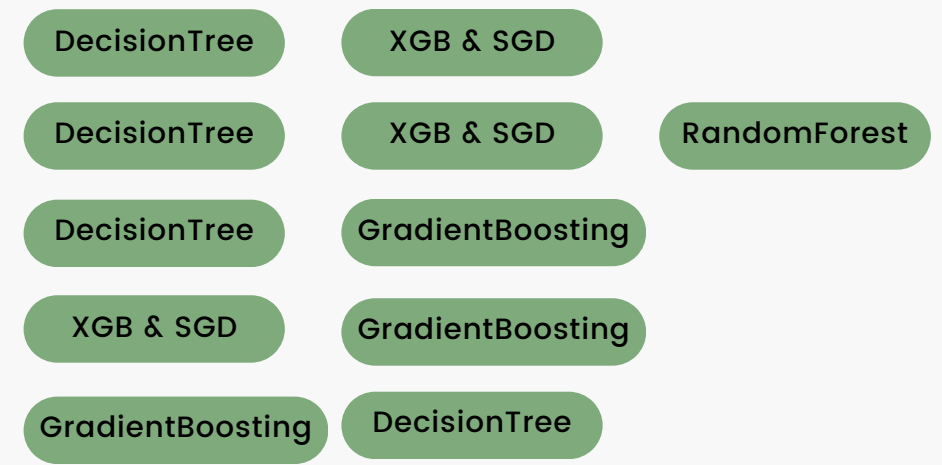 DecisionTree XGB & SGD
DecisionTree XGB & SGD RandomForest
DecisionTree GradientBoosting
XGB & SGD GradientBoosting
GradientBoosting DecisionTree